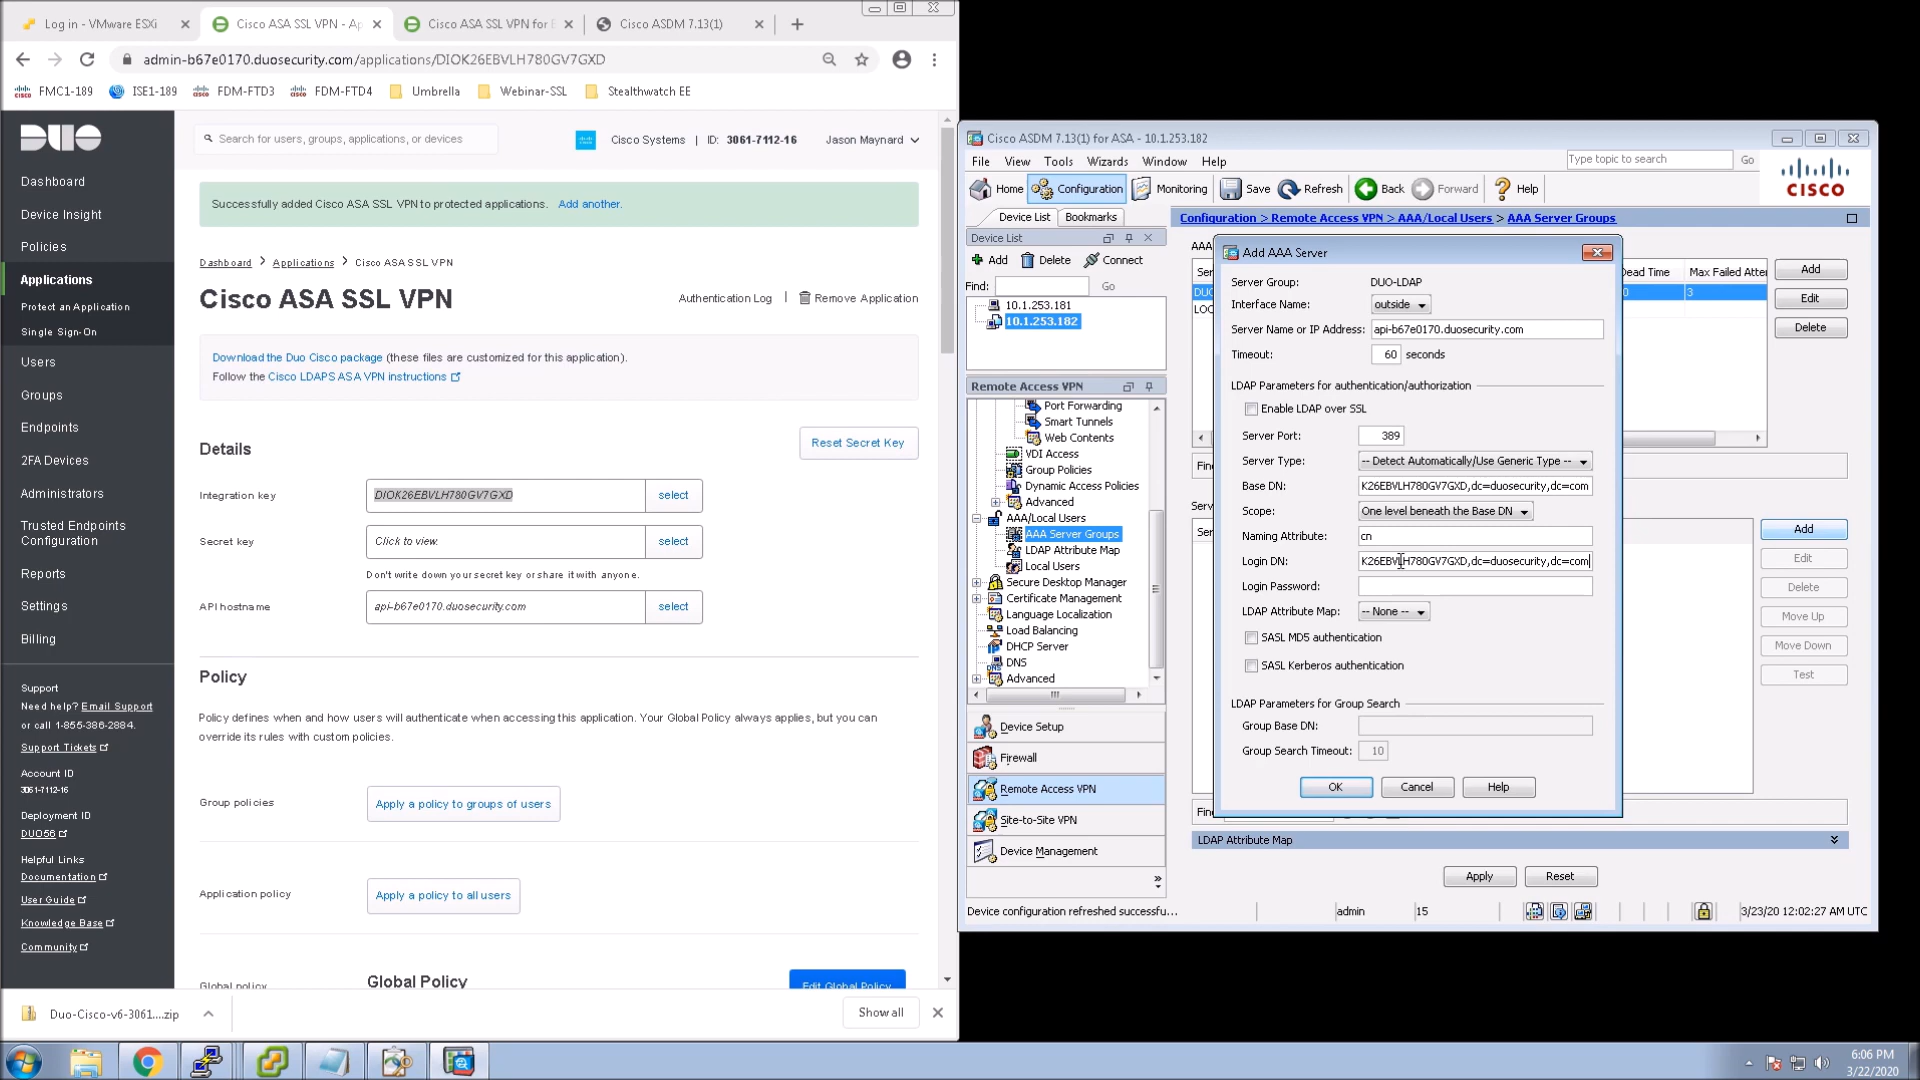 Log in - VMware ESXi
Cisco ASA SSL VPN - Ap
Cisco ASA SSL VPN for
Cisco ASDM 7.13(1)
admin-b67e0170.duosecurity.com/applications/DIOK26EBVLH780GV7GXD
FMC1-189
ISE1-189
FDM-FTD3
FDM-FTD4
Umbrella
Webinar-SSL
Stealthwatch EE
DUO
Search for users, groups, applications, or devices
Cisco Systems | ID: 3061-7112-16
Jason Maynard
Dashboard
Device Insight
Policies
Applications
Protect an Application
Single Sign-On
Users
Groups
Endpoints
2FA Devices
Administrators
Trusted Endpoints
Configuration
Reports
Settings
Billing
Support
Need help? Email Support
or call 1-855-386-2884.
Support Tickets
Account ID
3061-7112-16
Deployment ID
DUO56
Helpful Links
Documentation
User Guide
Knowledge Base
Community
Successfully added Cisco ASA SSL VPN to protected applications. Add another.
Dashboard > Applications > Cisco ASA SSL VPN
Cisco ASA SSL VPN
Authentication Log | Remove Application
Download the Duo Cisco package (these files are customized for this application).
Follow the Cisco LDAPS ASA VPN instructions
Details
Reset Secret Key
Integration key
DIOK26EBVLH780GV7GXD
select
Secret key
Click to view.
select
Don't write down your secret key or share it with anyone.
API hostname
api-b67e0170.duosecurity.com
select
Policy
Policy defines when and how users will authenticate when accessing this application. Your Global Policy always applies, but you can
override its rules with custom policies.
Group policies
Apply a policy to groups of users
Application policy
Apply a policy to all users
Global policy
Global Policy
Edit Global Policy
Duo-Cisco-v6-3061....zip
Show all
Cisco ASDM 7.13(1) for ASA - 10.1.253.182
File View Tools Wizards Window Help
Type topic to search
Go
CISCO
Home
Configuration
Monitoring
Save
Refresh
Back
Forward
Help
Device List
Bookmarks
Configuration > Remote Access VPN > AAA/Local Users > AAA Server Groups
Device List
Add
Delete
Connect
Find:
Go
10.1.253.181
10.1.253.182
Remote Access VPN
Port Forwarding
Smart Tunnels
Web Contents
VDI Access
Group Policies
Dynamic Access Policies
Advanced
AAA/Local Users
AAA Server Groups
LDAP Attribute Map
Local Users
Secure Desktop Manager
Certificate Management
Language Localization
Load Balancing
DHCP Server
DNS
Advanced
Device Setup
Firewall
Remote Access VPN
Site-to-Site VPN
Device Management
AAA
Ser
DUO
LOC
Dead Time
Max Failed Atte
0
3
Add
Edit
Delete
Fin
Serv
Ser
Add
Edit
Delete
Move Up
Move Down
Test
Fin
Add AAA Server
Server Group: DUO-LDAP
Interface Name: outside
Server Name or IP Address: api-b67e0170.duosecurity.com
Timeout: 60 seconds
LDAP Parameters for authentication/authorization
Enable LDAP over SSL
Server Port: 389
Server Type: -- Detect Automatically/Use Generic Type --
Base DN: K26EBVLH780GV7GXD,dc=duosecurity,dc=com
Scope: One level beneath the Base DN
Naming Attribute: cn
Login DN: K26EBVLH780GV7GXD,dc=duosecurity,dc=com
Login Password:
LDAP Attribute Map: -- None --
SASL MD5 authentication
SASL Kerberos authentication
LDAP Parameters for Group Search
Group Base DN:
Group Search Timeout: 10
OK
Cancel
Help
LDAP Attribute Map
Apply
Reset
Device configuration refreshed successfu...
admin
15
3/23/20 12:02:27 AM UTC
6:06 PM
3/22/2020